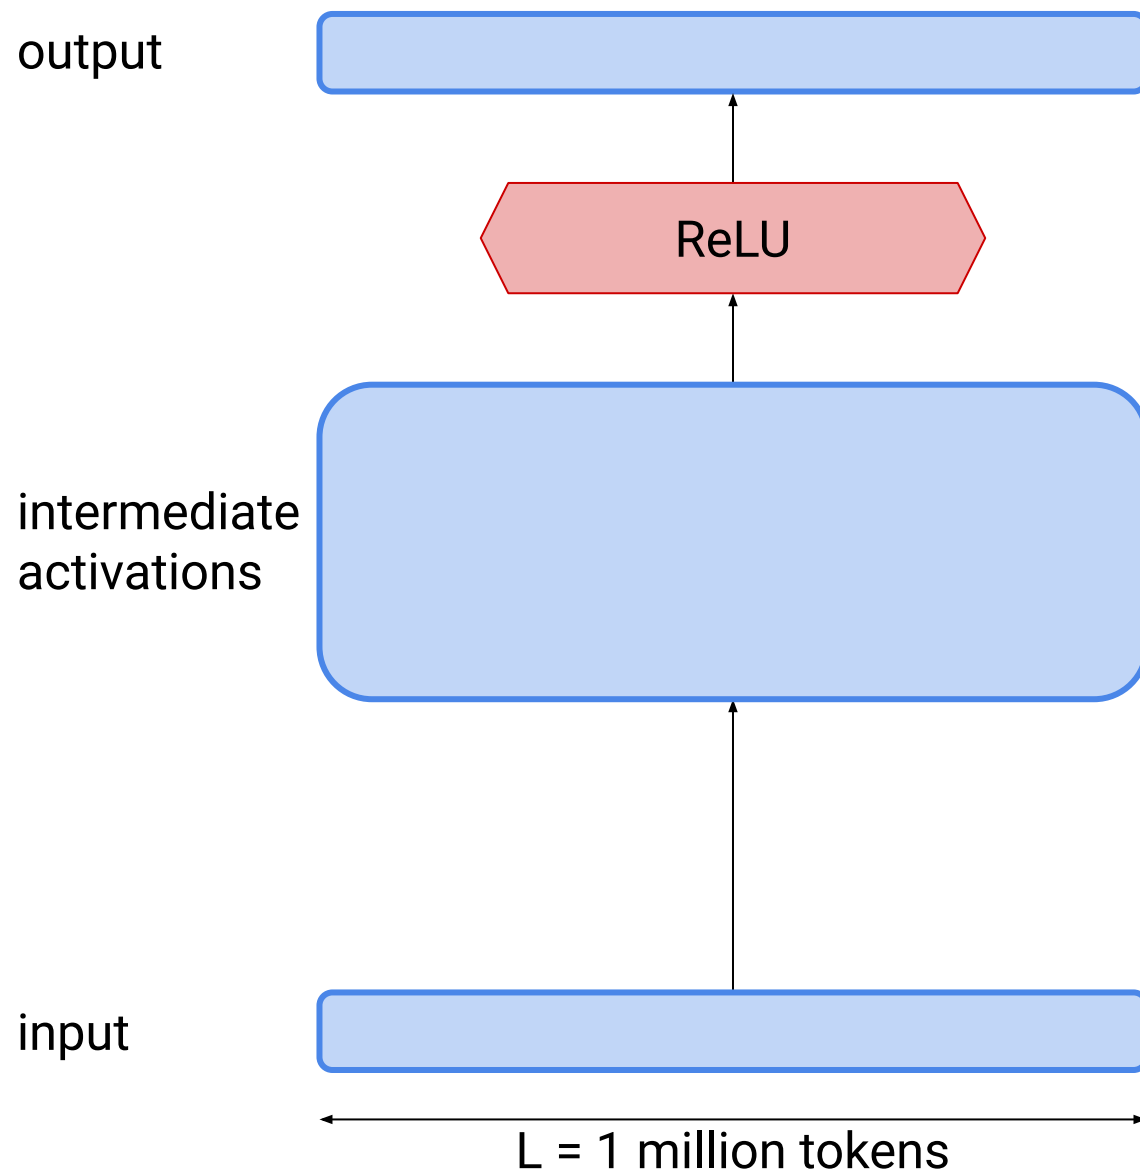 output
ReLU
intermediate
activations
input
L = 1 million tokens